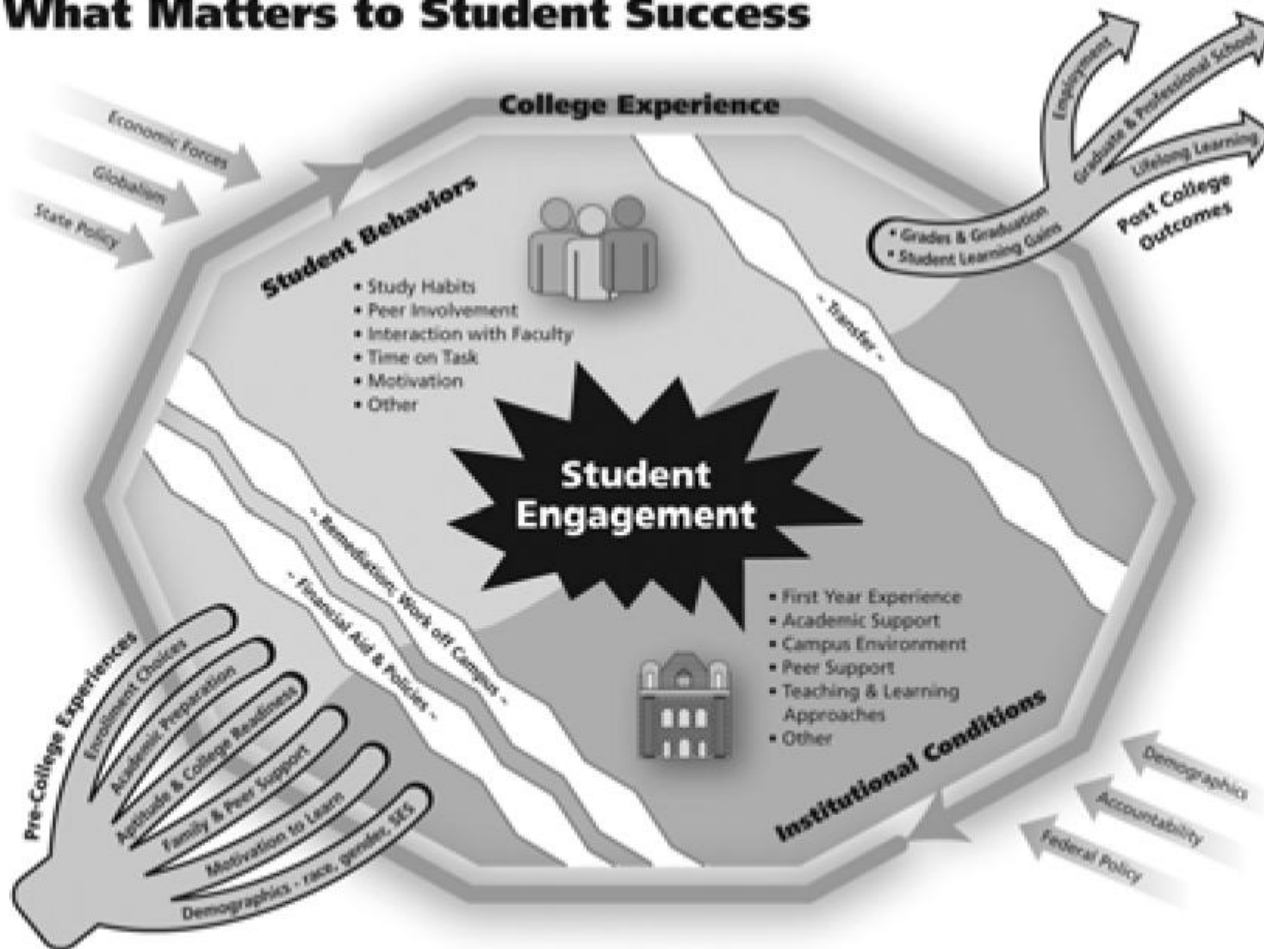 What Matters to Student Success
College Experience
Economic Forces
Globalism
State Policy
Student Behaviors
• Study Habits
• Peer Involvement
• Interaction with Faculty
• Time on Task
• Motivation
• Other
~ Transfer ~
Employment
Graduate & Professional School
Lifelong Learning
• Grades & Graduation
• Student Learning Gains
Post College
Outcomes
Student
Engagement
~ Remediation; Work off Campus ~
~ Financial Aid & Policies ~
Pre-College Experiences
Enrollment Choices
Academic Preparation
Aptitude & College Readiness
Family & Peer Support
Motivation to Learn
Demographics - race, gender, SES
• First Year Experience
• Academic Support
• Campus Environment
• Peer Support
• Teaching & Learning
Approaches
• Other
Institutional Conditions
Demographics
Accountability
Federal Policy